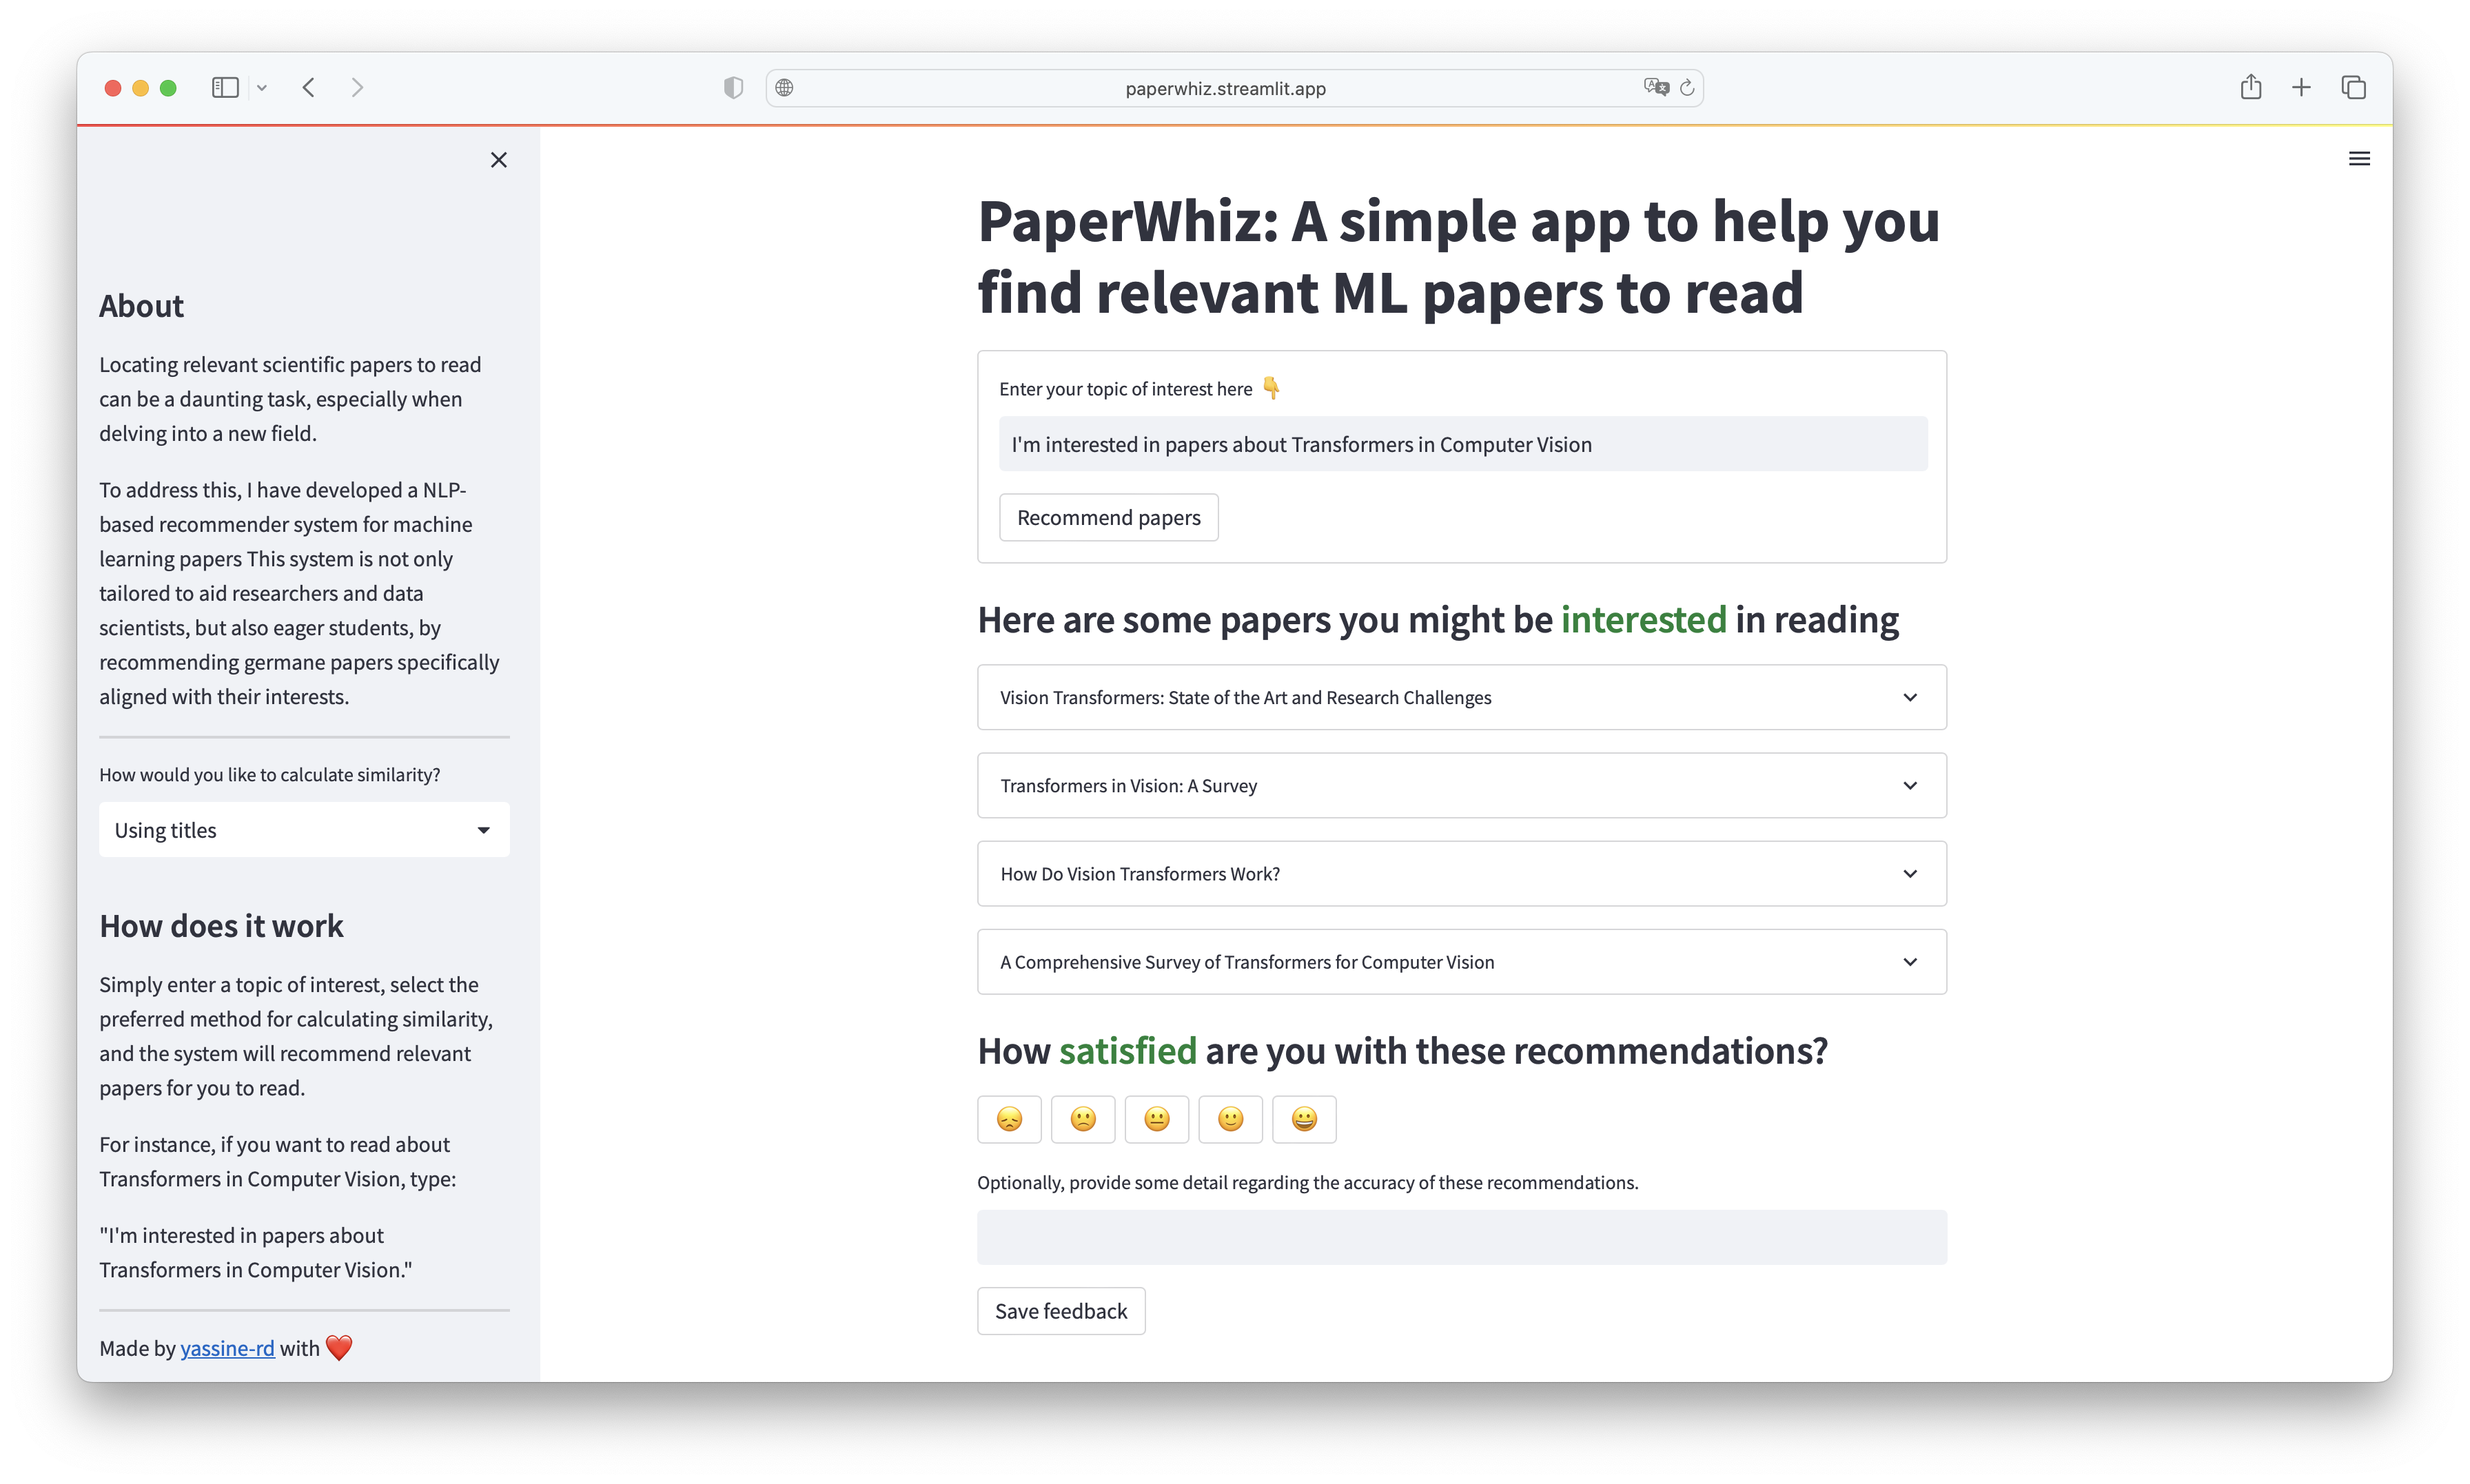 paperwhiz.streamlit.app
About
Locating relevant scientific papers to read
can be a daunting task, especially when
delving into a new field.
To address this, I have developed a NLP-
based recommender system for machine
learning papers This system is not only
tailored to aid researchers and data
scientists, but also eager students, by
recommending germane papers specifically
aligned with their interests.
How would you like to calculate similarity?
Using titles
How does it work
Simply enter a topic of interest, select the
preferred method for calculating similarity,
and the system will recommend relevant
papers for you to read.
For instance, if you want to read about
Transformers in Computer Vision, type:
"I'm interested in papers about
Transformers in Computer Vision."
Made by yassine-rd with ❤️
PaperWhiz: A simple app to help you
find relevant ML papers to read
Enter your topic of interest here 👇
I'm interested in papers about Transformers in Computer Vision
Recommend papers
Here are some papers you might be interested in reading
Vision Transformers: State of the Art and Research Challenges
Transformers in Vision: A Survey
How Do Vision Transformers Work?
A Comprehensive Survey of Transformers for Computer Vision
How satisfied are you with these recommendations?
Optionally, provide some detail regarding the accuracy of these recommendations.
Save feedback